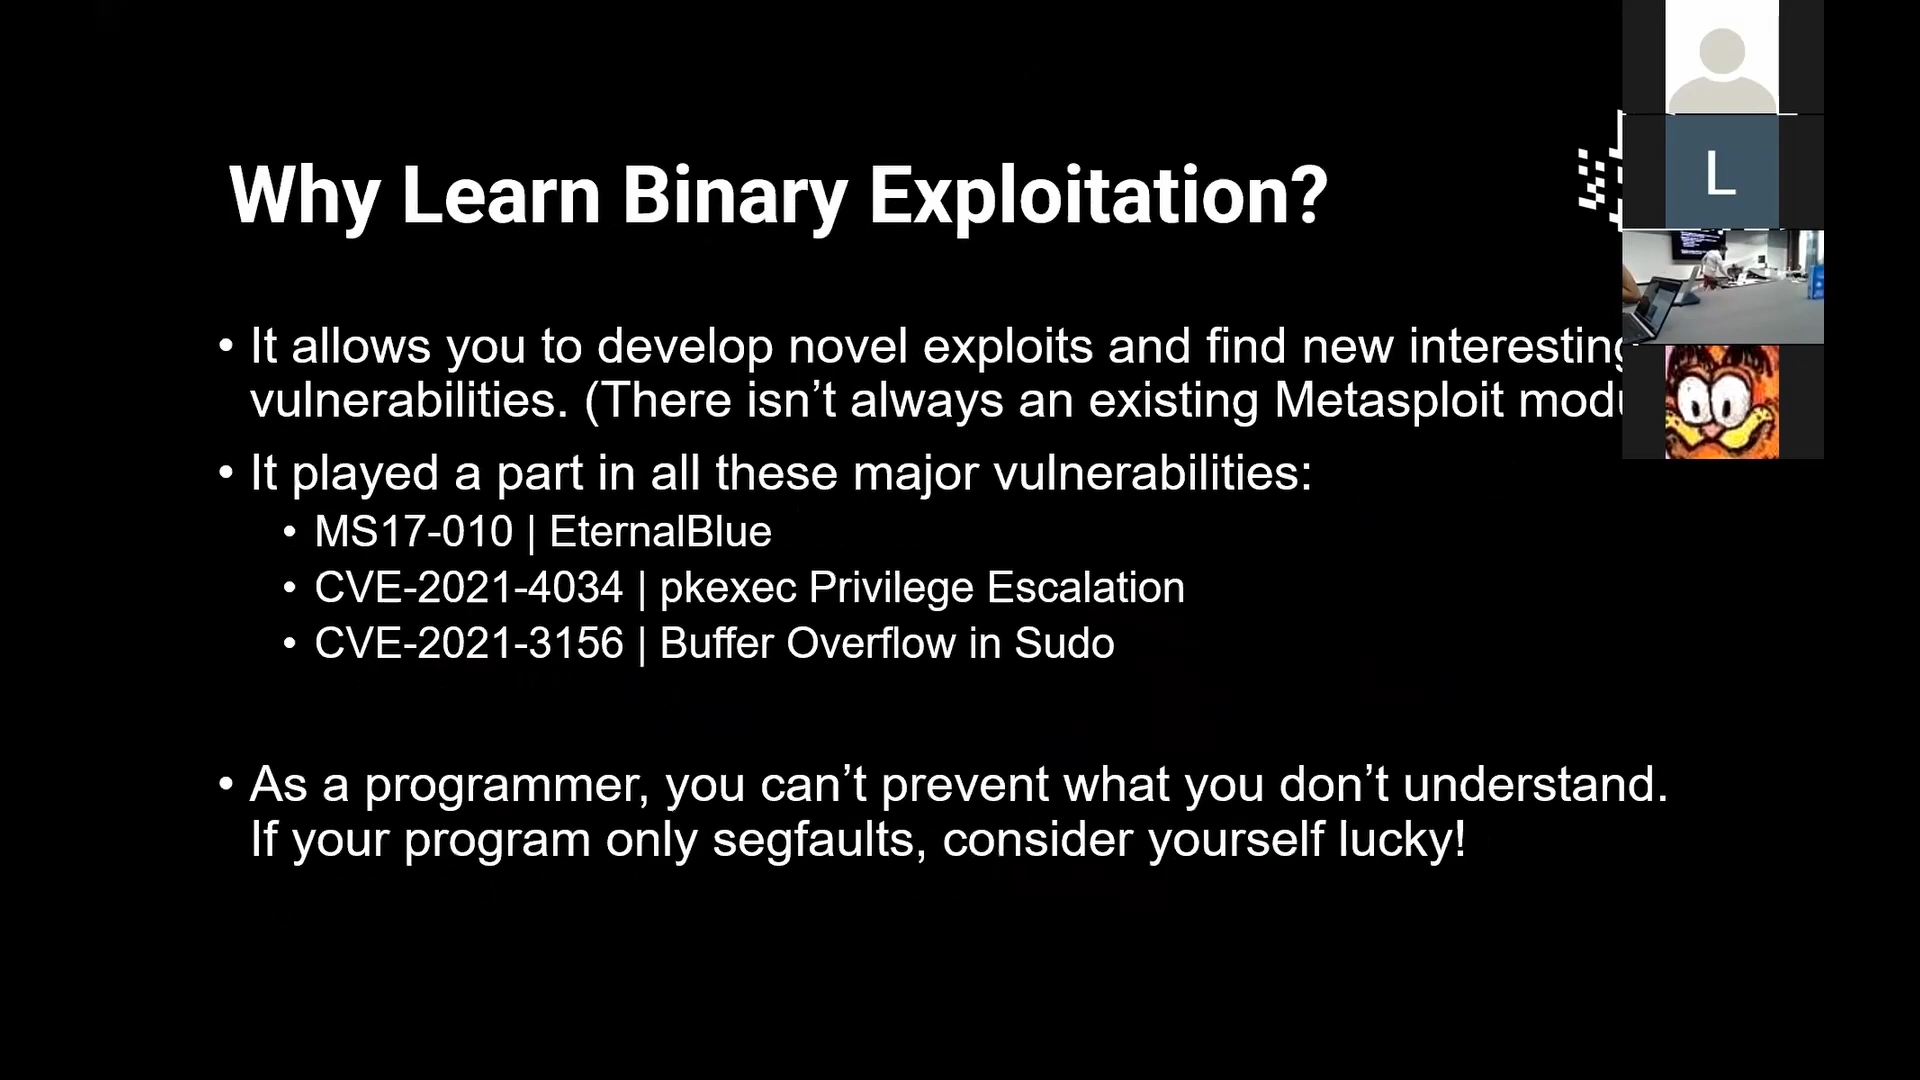 Why Learn Binary Exploitation?
L
• It allows you to develop novel exploits and find new interesting
vulnerabilities. (There isn’t always an existing Metasploit
• It played a part in all these major vulnerabilities:
• MS17-010 | EternalBlue
• CVE-2021-4034 | pkexec Privilege Escalation
• CVE-2021-3156 | Buffer Overflow in Sudo
• As a programmer, you can’t prevent what you don’t understand.
If your program only segfaults, consider yourself lucky!